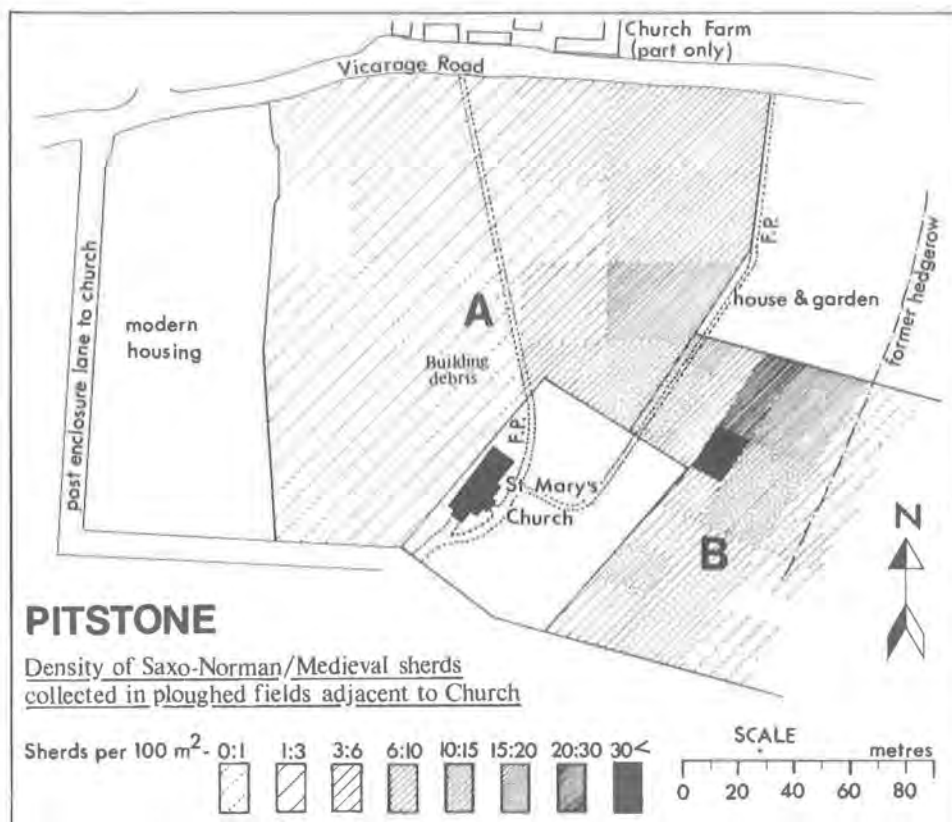 Church Farm
(part only)
Vicarage Road
past enclosure lane to church
modern
housing
A
Building
debris
F.P.
F.P.
house & garden
former hedgerow
St Mary's
Church
B
N
PITSTONE
Density of Saxo-Norman/Medieval sherds
collected in ploughed fields adjacent to Church
Sherds per 100 m²- 0:1 1:3 3:6 6:10 10:15 15:20 20:30 30<
SCALE
metres
0 20 40 60 80